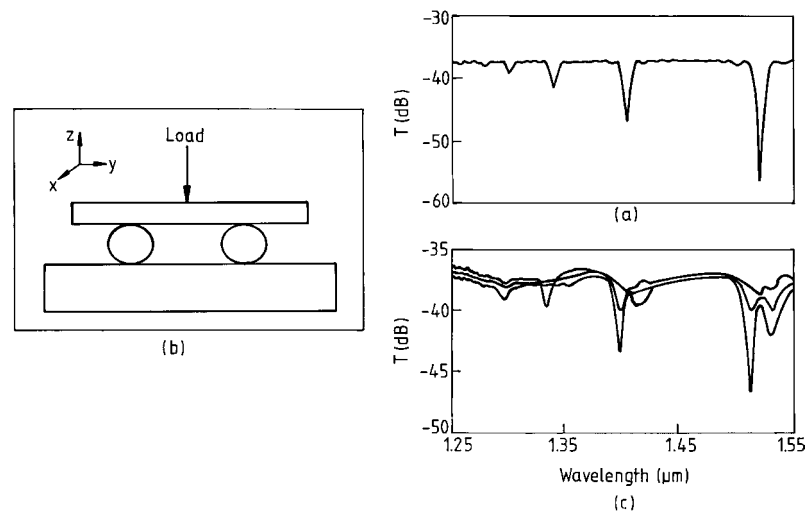 z
Load
y
x
(b)
-30
-40
-50
-60
T (dB)
(a)
-35
-40
-45
-50
T (dB)
1.25
1.35
1.45
1.55
Wavelength (μm)
(c)